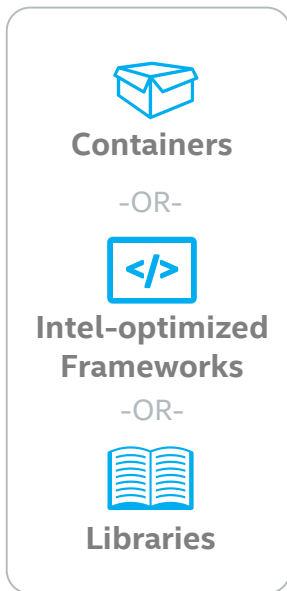 Containers
-OR-
</>
Intel-optimized
Frameworks
-OR-
Libraries